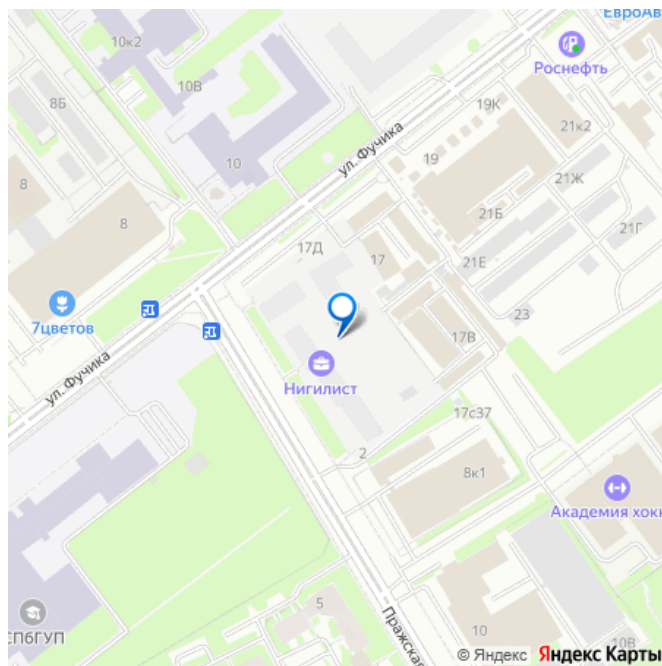 ЕвроАв
10к2
Роснефть
8Б
10В
19К
21к2
ул. Фучика
10
19
21Ж
8
8
21Б
21Г
17Д
17
21Е
7цветов
23
17В
ул. Фучика
Нигилист
17с37
2
8к1
Академия хокк
СПбГУП
5
Пражская
10
10В
© Яндекс Яндекс Карты